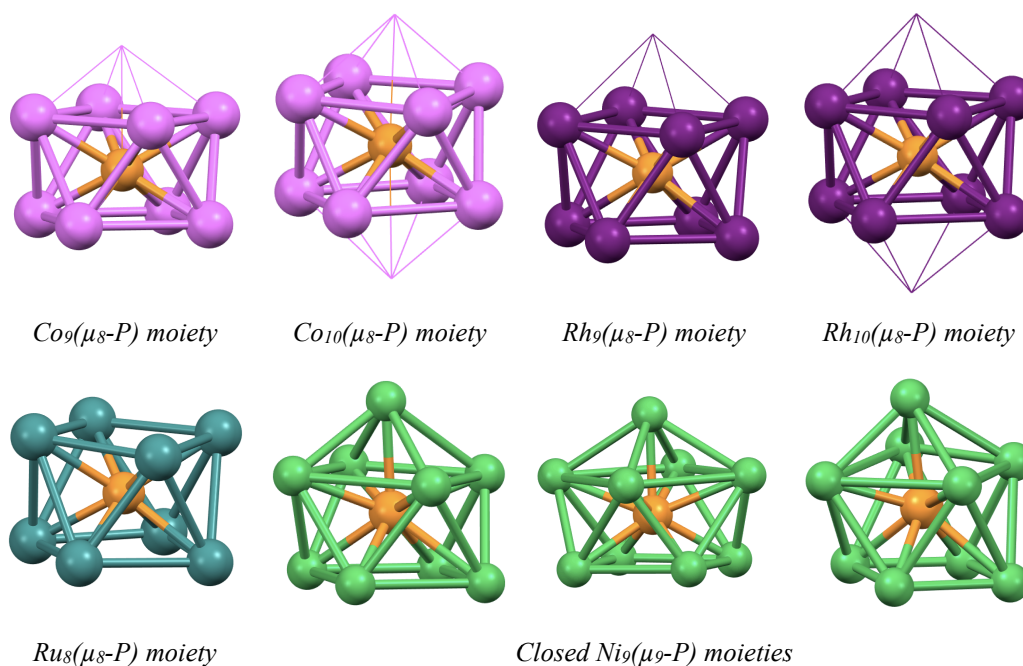 Co₉(µ₈-P) moiety
Co₁₀(µ₈-P) moiety
Rh₉(µ₈-P) moiety
Rh₁₀(µ₈-P) moiety
Ru₈(µ₈-P) moiety
Closed Ni₉(µ₉-P) moieties